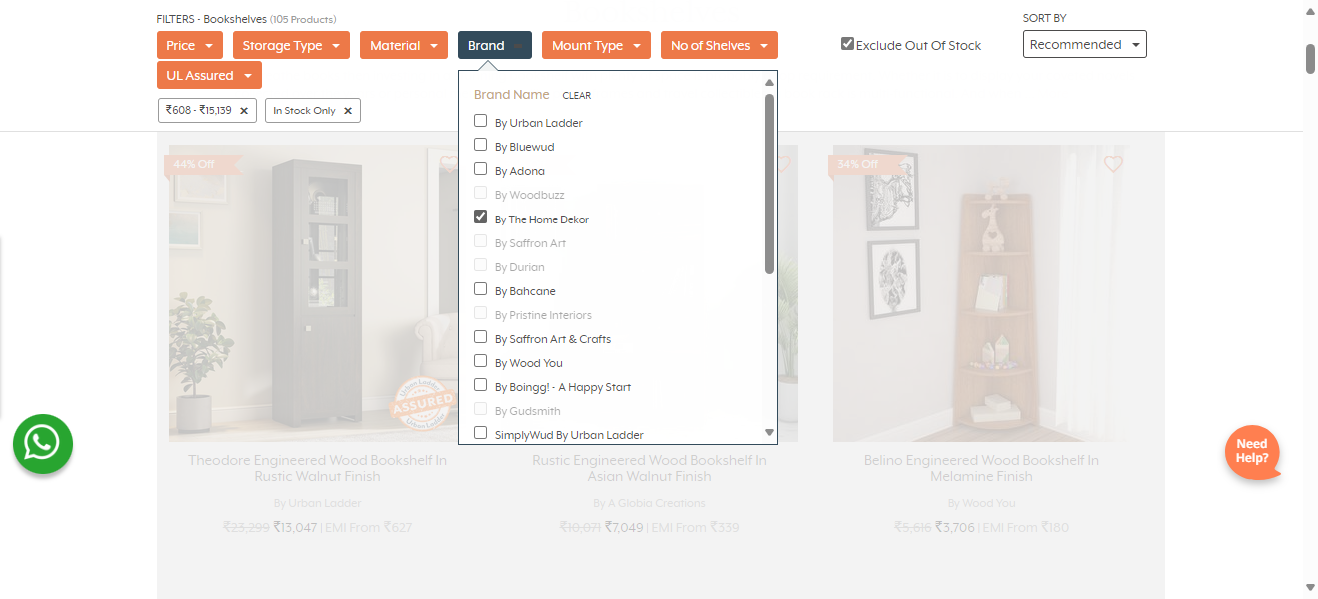 FILTERS - Bookshelves (105 Products)
SORT BY
Price
Storage Type
Material
Brand
Mount Type
No of Shelves
Exclude Out Of Stock
Recommended
UL Assured
₹608 - ₹15,139 ×
In Stock Only ×
Brand Name CLEAR
By Urban Ladder
By Bluewud
By Adona
By Woodbuzz
By The Home Dekor
By Saffron Art
By Durian
By Bahcane
By Pristine Interiors
By Saffron Art & Crafts
By Wood You
By Boingg! - A Happy Start
By Gudsmith
SimplyWud By Urban Ladder
44% Off
34% Off
Urban Ladder
ASSURED
Urban Ladder
Need
Help?
Theodore Engineered Wood Bookshelf In
Rustic Walnut Finish
By Urban Ladder
₹23,299 ₹13,047 | EMI From ₹627
Rustic Engineered Wood Bookshelf In
Asian Walnut Finish
By A Globia Creations
₹10,071 ₹7,049 | EMI From ₹339
Belino Engineered Wood Bookshelf In
Melamine Finish
By Wood You
₹5,616 ₹3,706 | EMI From ₹180